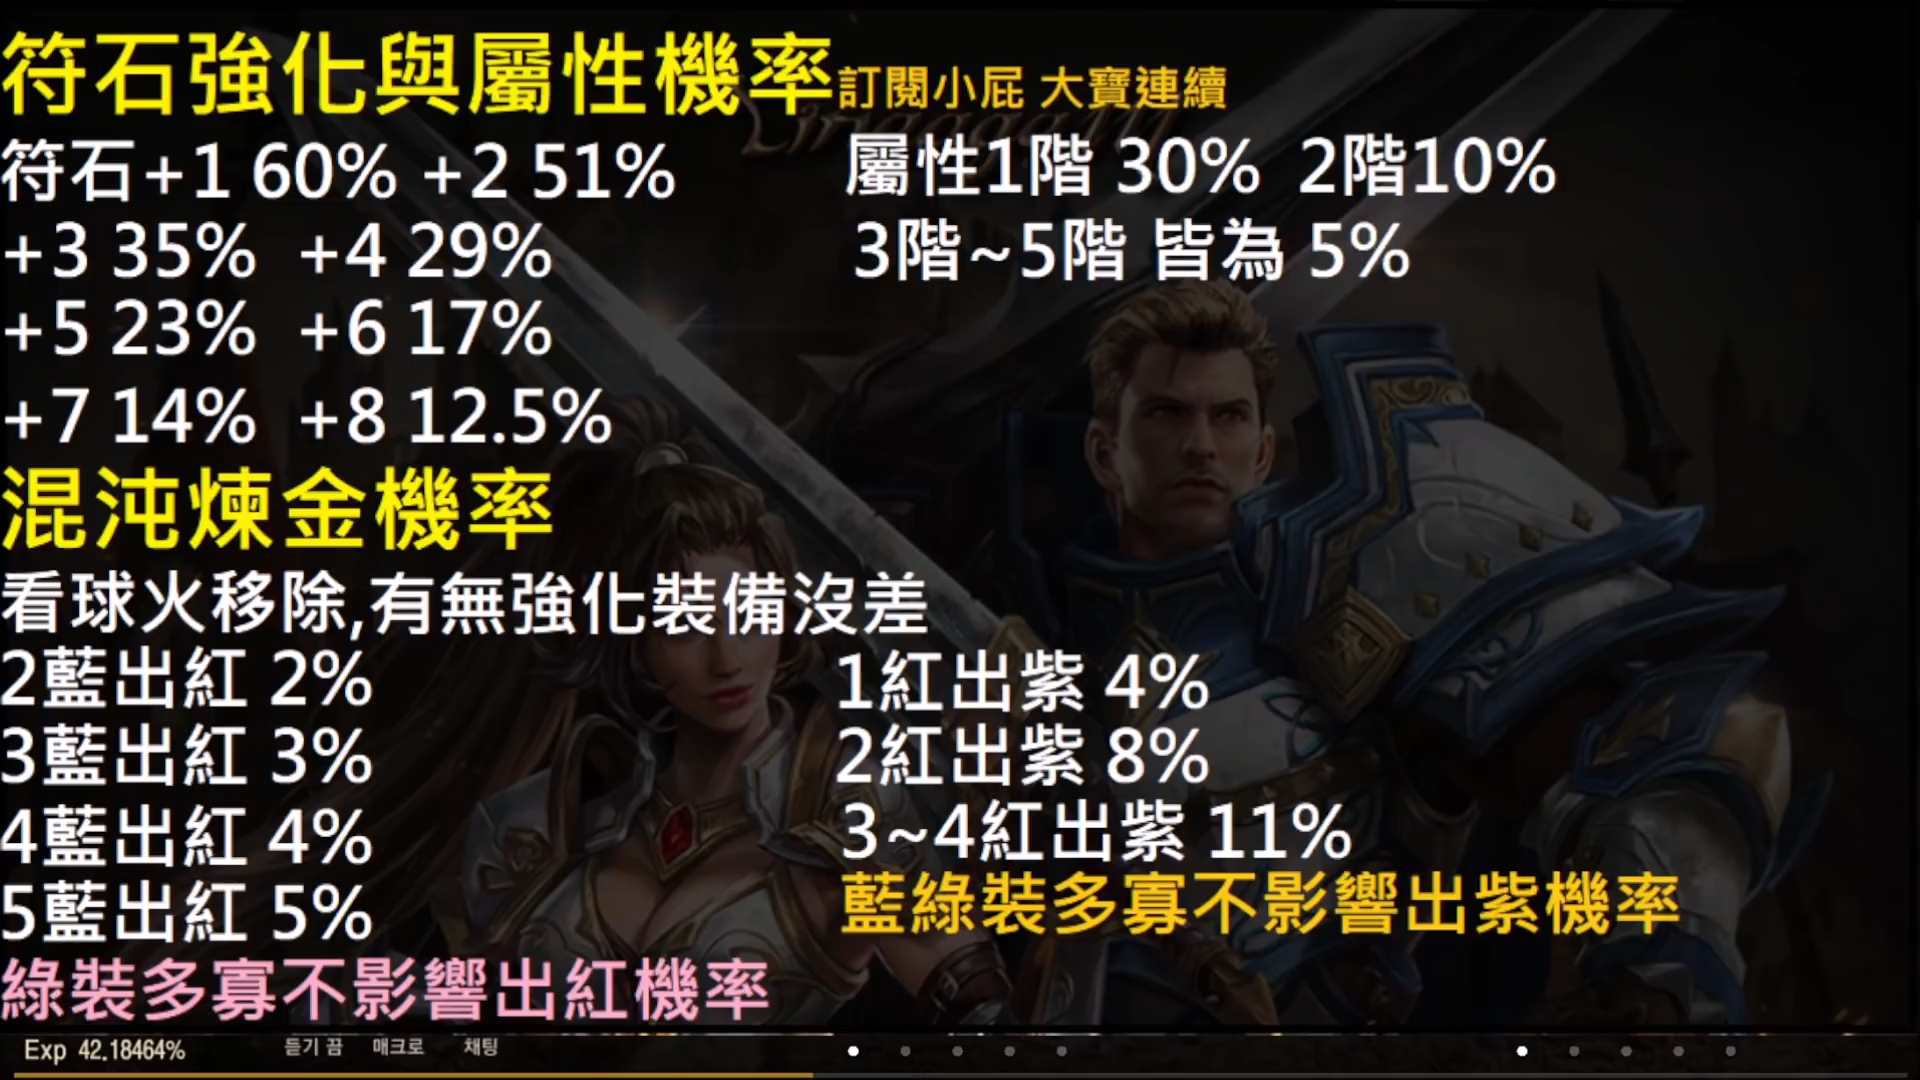 符石強化與屬性機率
訂閱小屁 大寶連續
符石+1 60% +2 51%
+3 35% +4 29%
+5 23% +6 17%
+7 14% +8 12.5%
屬性1階 30% 2階10%
3階~5階 皆為 5%
混沌煉金機率
看球火移除,有無強化裝備沒差
2藍出紅 2%
3藍出紅 3%
4藍出紅 4%
5藍出紅 5%
綠裝多寡不影響出紅機率
1紅出紫 4%
2紅出紫 8%
3~4紅出紫 11%
藍綠裝多寡不影響出紫機率
Exp 42.18464%
듣기 끔 매크로 채팅